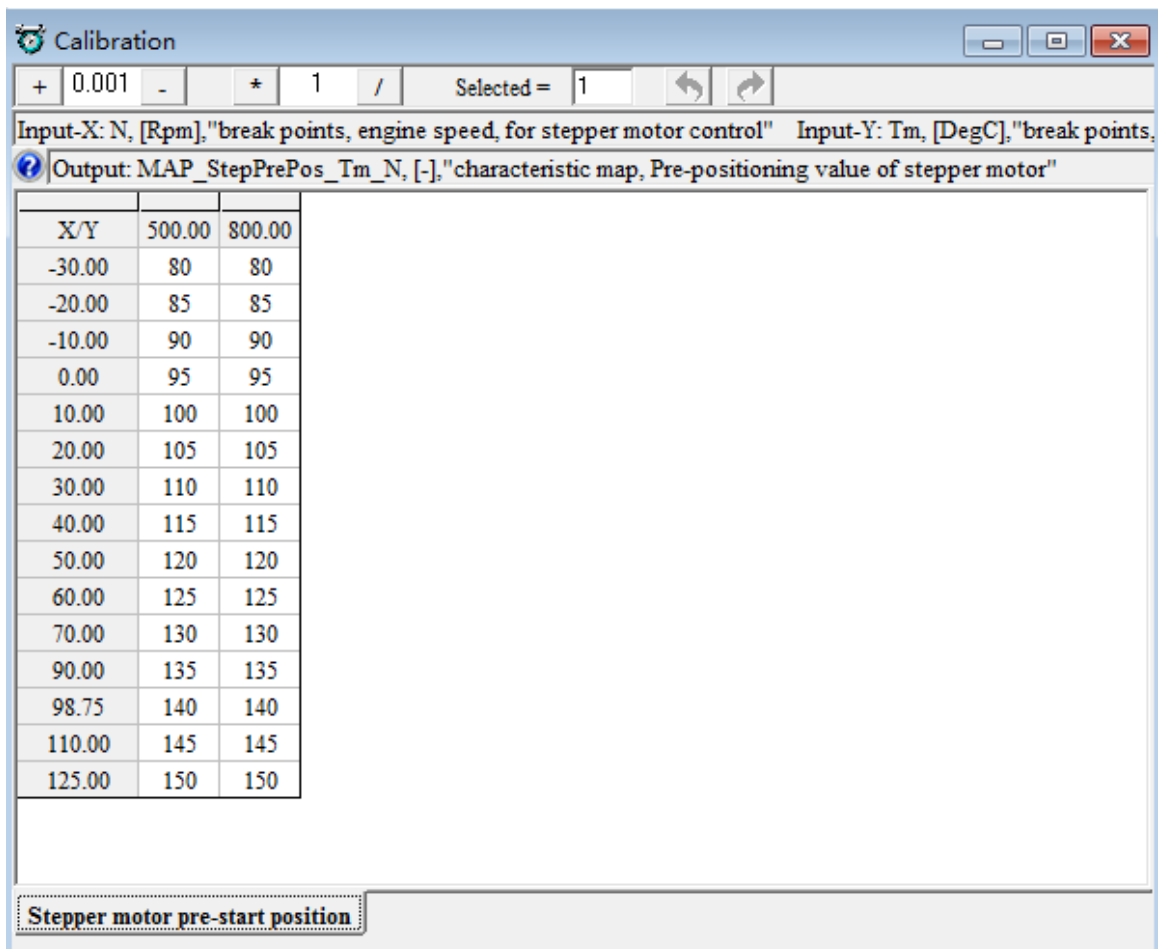 Calibration
+ 0.001 - * 1 / Selected = 1
Input-X: N, [Rpm],"break points, engine speed, for stepper motor control" Input-Y: Tm, [DegC],"break points,
Output: MAP_StepPrePos_Tm_N, [-],"characteristic map, Pre-positioning value of stepper motor"
X/Y 500.00 800.00
-30.00 80 80
-20.00 85 85
-10.00 90 90
0.00 95 95
10.00 100 100
20.00 105 105
30.00 110 110
40.00 115 115
50.00 120 120
60.00 125 125
70.00 130 130
90.00 135 135
98.75 140 140
110.00 145 145
125.00 150 150
Stepper motor pre-start position